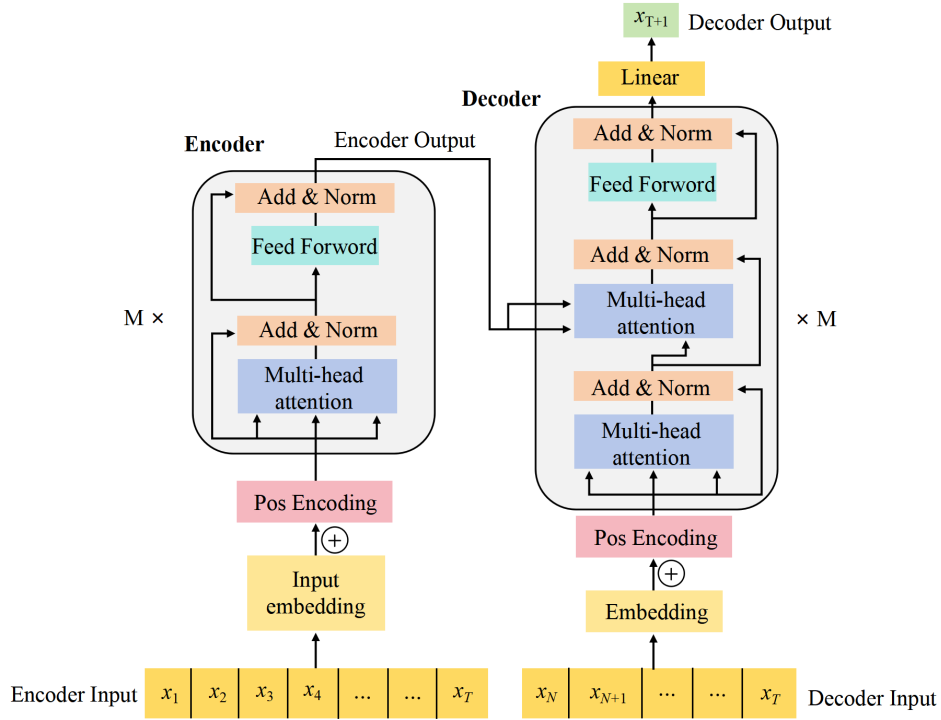 x_{T+1}
Decoder Output
Linear
Decoder
Add & Norm
Feed Forword
Add & Norm
Multi-head
attention
Add & Norm
Multi-head
attention
× M
Pos Encoding
+
Embedding
x_N x_{N+1} ... ... x_T
Decoder Input
Encoder
Encoder Output
Add & Norm
Feed Forword
M ×
Add & Norm
Multi-head
attention
Pos Encoding
+
Input
embedding
Encoder Input
x_1 x_2 x_3 x_4 ... ... x_T